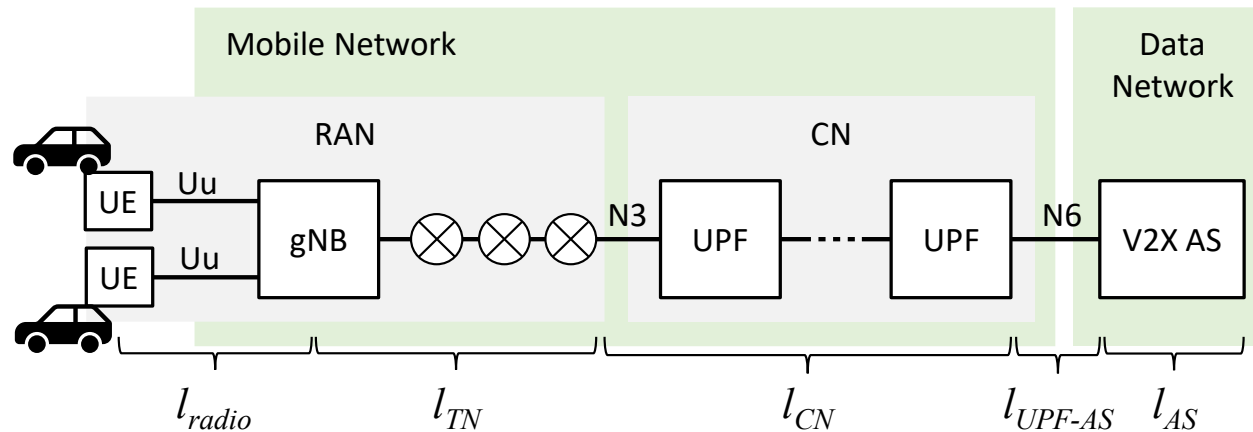 Mobile Network
Data
Network
RAN
CN
UE
Uu
gNB
N3
UPF
UPF
N6
V2X AS
UE
Uu
l_radio
l_TN
l_CN
l_UPF-AS
l_AS